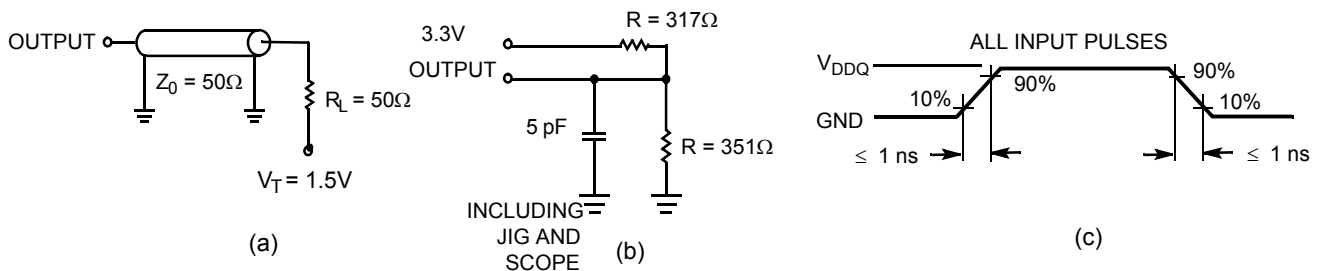 OUTPUT
Z0 = 50Ω
RL = 50Ω
VT = 1.5V
(a)
R = 317Ω
3.3V
OUTPUT
5 pF
R = 351Ω
INCLUDING
JIG AND
SCOPE
(b)
ALL INPUT PULSES
VDDQ
GND
10%
90%
90%
10%
≤ 1 ns
≤ 1 ns
(c)